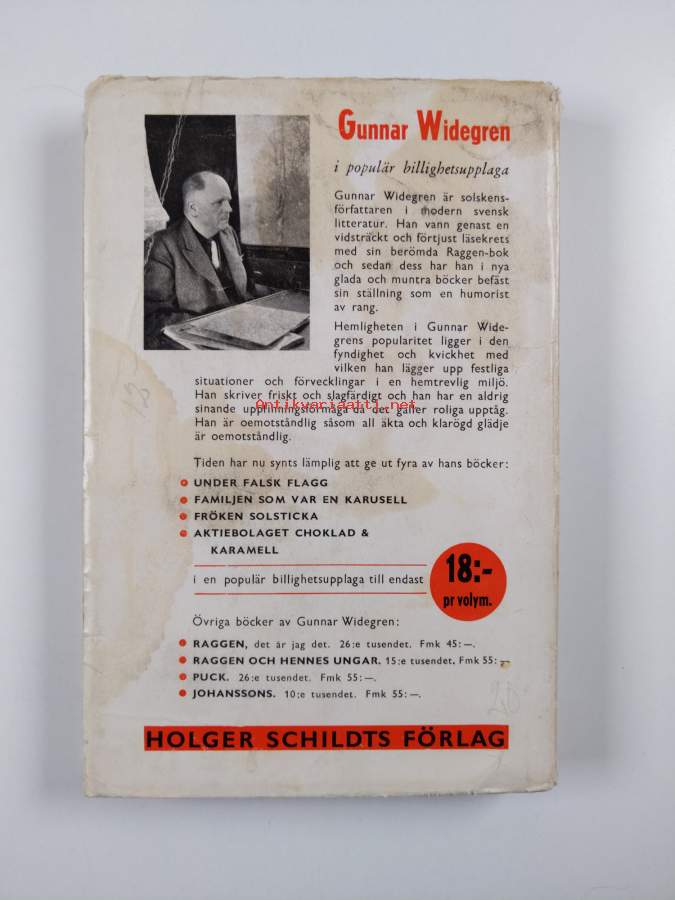 Gunnar Widegren
i populär billighetsupplaga
Gunnar Widegren är solskens-
författaren i modern svensk
litteratur. Han vann genast en
vidsträckt och förtjust läsekrets
med sin berömda Raggen-bok
och sedan dess har han i nya
glada och muntra böcker befäst
sin ställning som en humorist
av rang.
Hemligheten i Gunnar Wide-
grens popularitet ligger i den
fyndighet och kvickhet med
vilken han lägger upp festliga
situationer och förvecklingar i en hemtrevlig miljö.
Han skriver friskt och slagfärdigt och han har en aldrig
sinande uppfinningsförmåga då det gäller roliga upptåg.
Antikvariaatti.net
Han är oemotståndlig såsom all äkta och klarögd glädje
är oemotståndlig.
Tiden har nu synts lämplig att ge ut fyra av hans böcker:
UNDER FALSK FLAGG
FAMILJEN SOM VAR EN KARUSELL
FRÖKEN SOLSTICKA
AKTIEBOLAGET CHOKLAD &
KARAMELL
i en populär billighetsupplaga till endast
18:-
pr volym.
Övriga böcker av Gunnar Widegren:
RAGGEN, det är jag det. 26:e tusendet. Fmk 45:—.
RAGGEN OCH HENNES UNGAR. 15:e tusendet. Fmk 55:—
PUCK. 26:e tusendet. Fmk 55:—.
JOHANSSONS. 10:e tusendet. Fmk 55:—.
20
HOLGER SCHILDTS FÖRLAG